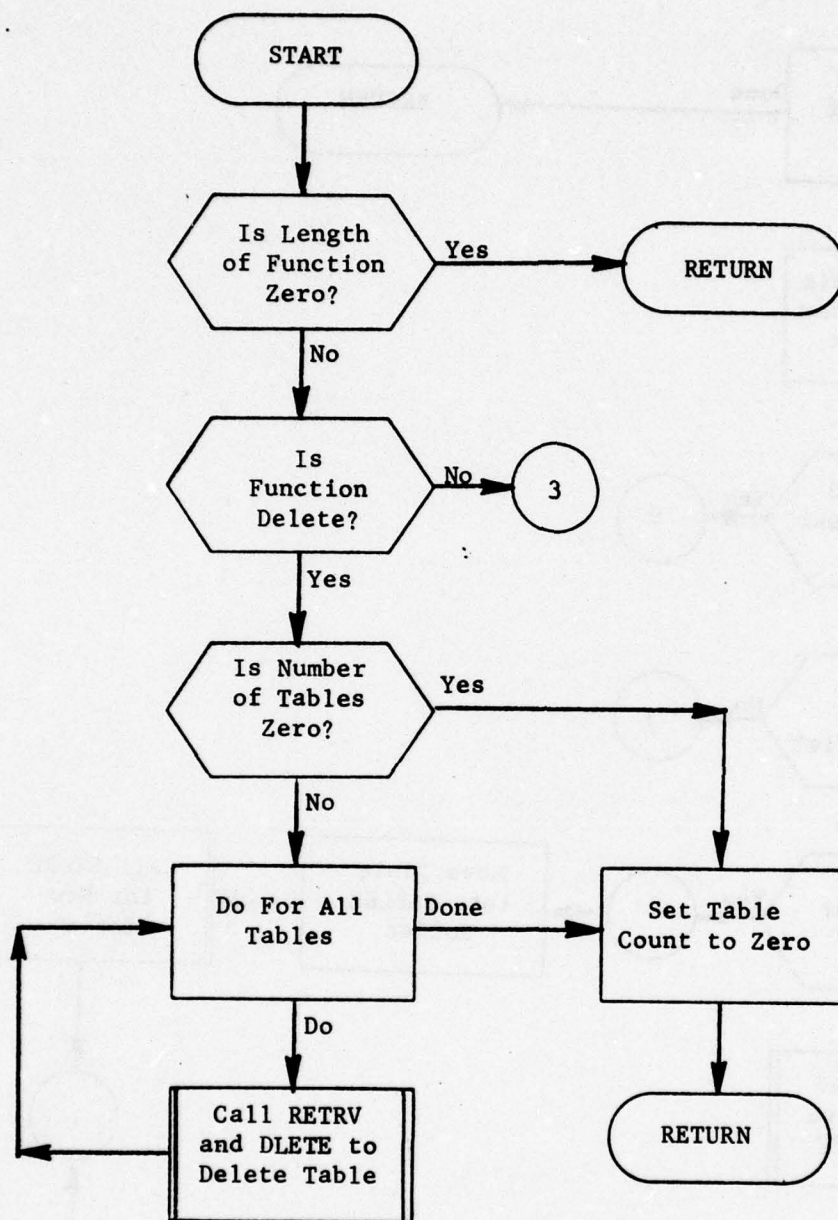 START
Is Length
of Function
Zero?
Yes
RETURN
No
Is
Function
Delete?
No
3
Yes
Is Number
of Tables
Zero?
Yes
No
Do For All
Tables
Done
Set Table
Count to Zero
Do
Call RETRV
and DLETE to
Delete Table
RETURN